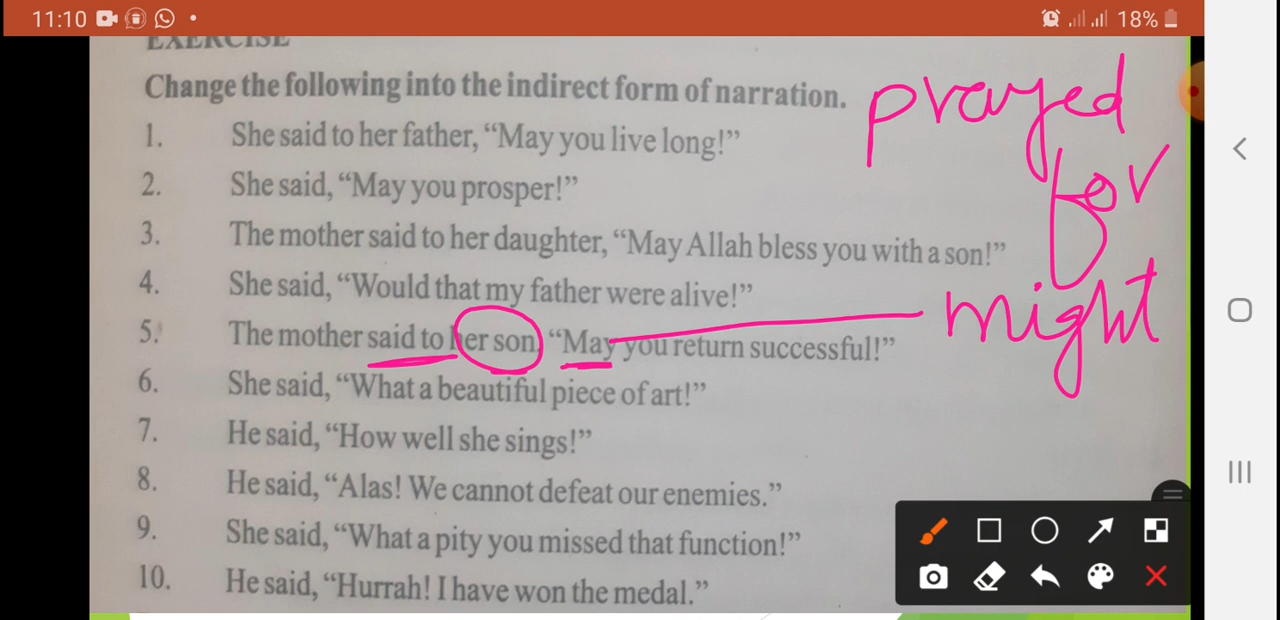 11:10 18%
EXERCISE
Change the following into the indirect form of narration.
1. She said to her father, “May you live long!”
2. She said, “May you prosper!”
3. The mother said to her daughter, “May Allah bless you with a son!”
4. She said, “Would that my father were alive!”
5. The mother said to her son, “May you return successful!”
6. She said, “What a beautiful piece of art!”
7. He said, “How well she sings!”
8. He said, “Alas! We cannot defeat our enemies.”
9. She said, “What a pity you missed that function!”
10. He said, “Hurrah! I have won the medal.”
prayed
for
might